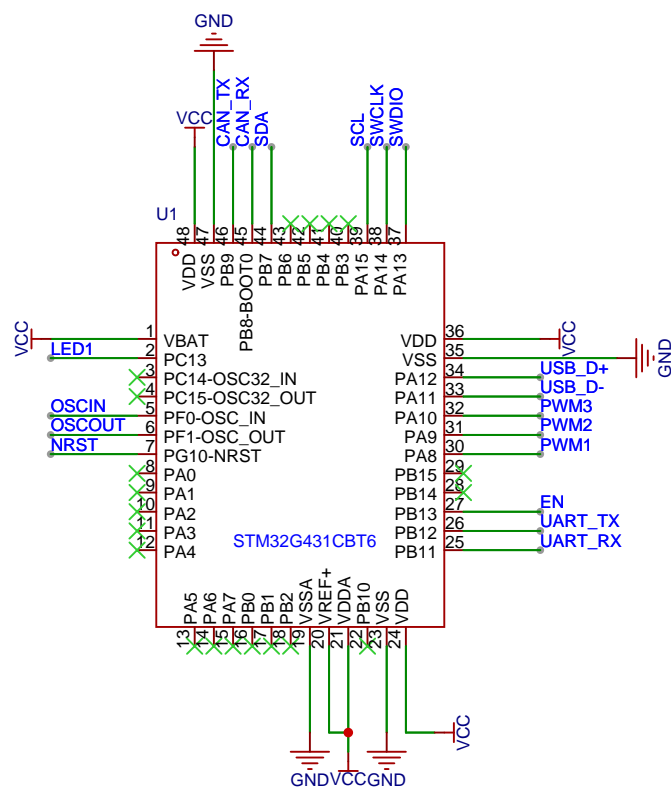 GND
VCC
CAN_TX
CAN_RX
SDA
SCL
SWCLK
SWDIO
U1
48
47
46
45
44
43
42
41
40
39
38
37
VDD
VSS
PB9
PB8-BOOT0
PB7
PB6
PB5
PB4
PB3
PA15
PA14
PA13
VCC
1 VBAT
LED1 2 PC13
3 PC14-OSC32_IN
4 PC15-OSC32_OUT
OSCIN 5 PF0-OSC_IN
OSCOUT 6 PF1-OSC_OUT
NRST 7 PG10-NRST
8 PA0
9 PA1
10 PA2
11 PA3
12 PA4
VDD 36 VCC
VSS 35 GND
PA12 34 USB_D+
PA11 33 USB_D-
PA10 32 PWM3
PA9 31 PWM2
PA8 30 PWM1
PB15 29
PB14 28
PB13 27 EN
PB12 26 UART_TX
PB11 25 UART_RX
STM32G431CBT6
PA5
PA6
PA7
PB0
PB1
PB2
VSSA
VREF+
VDDA
PB10
VSS
VDD
13
14
15
16
17
18
19
20
21
22
23
24
VCC
GND
VCC
GND